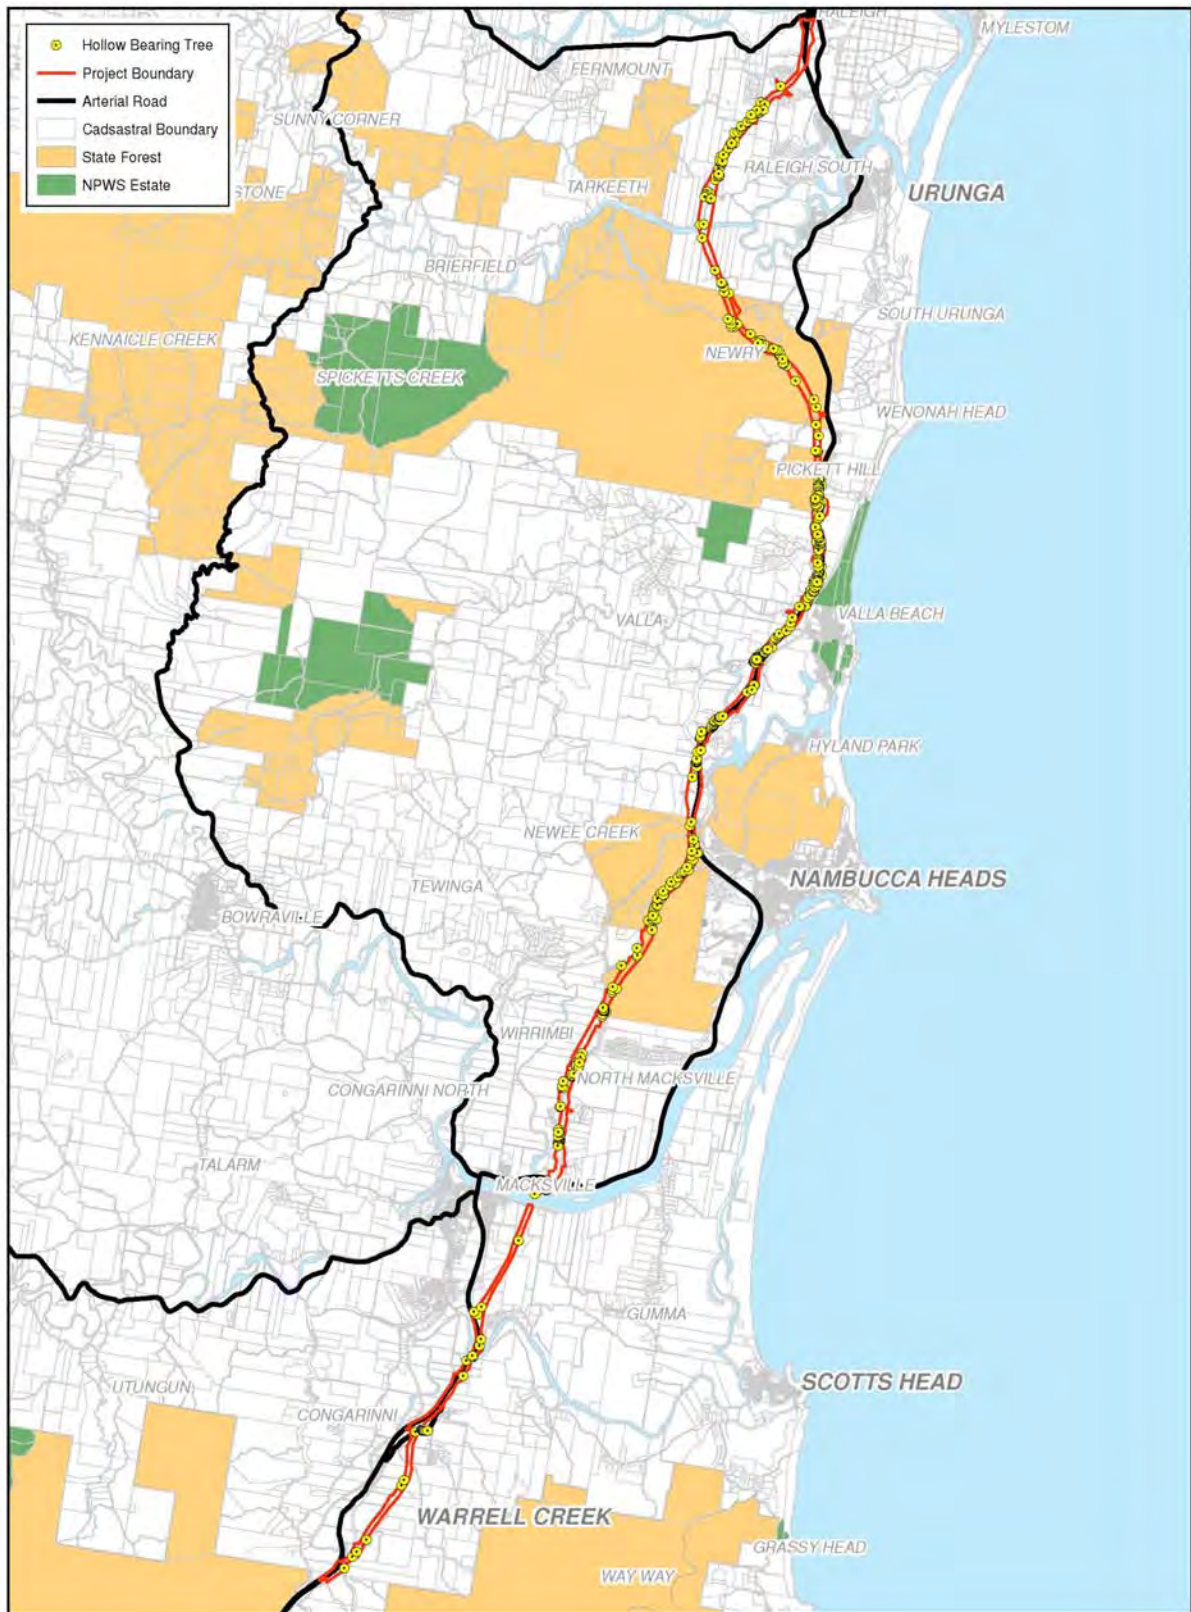 Hollow Bearing Tree
Project Boundary
Arterial Road
Cadsastral Boundary
State Forest
NPWS Estate
RALEIGH
MYLESTOM
FERNMOUNT
SUNNY CORNER
RALEIGH SOUTH
STONE
TARKEETH
URUNGA
BRIERFIELD
SOUTH URUNGA
KENNAICLE CREEK
NEWRY
SPICKETTS CREEK
WENONAH HEAD
PICKETT HILL
VALLA
VALLA BEACH
HYLAND PARK
NEWEE CREEK
TEWINGA
NAMBUCCA HEADS
BOWRAVILLE
WIRRIMBI
CONGARINNI NORTH
NORTH MACKSVILLE
TALARM
MACKSVILLE
GUMMA
UTUNGUN
SCOTTS HEAD
CONGARINNI
WARRELL CREEK
GRASSY HEAD
WAY WAY